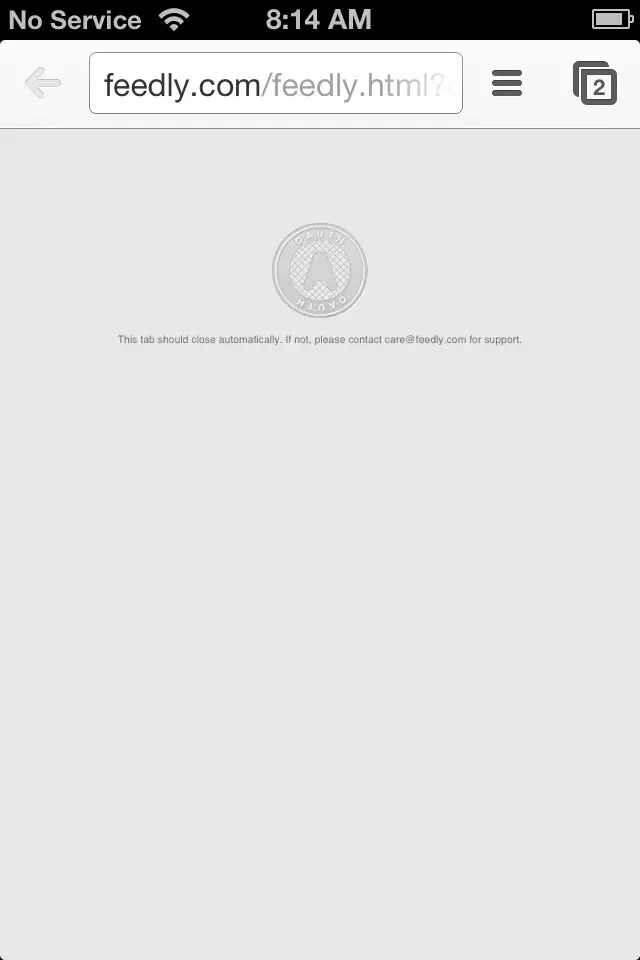 No Service 8:14 AM
feedly.com/feedly.html?
2
OAUTH
OAUTH
This tab should close automatically. If not, please contact care@feedly.com for support.